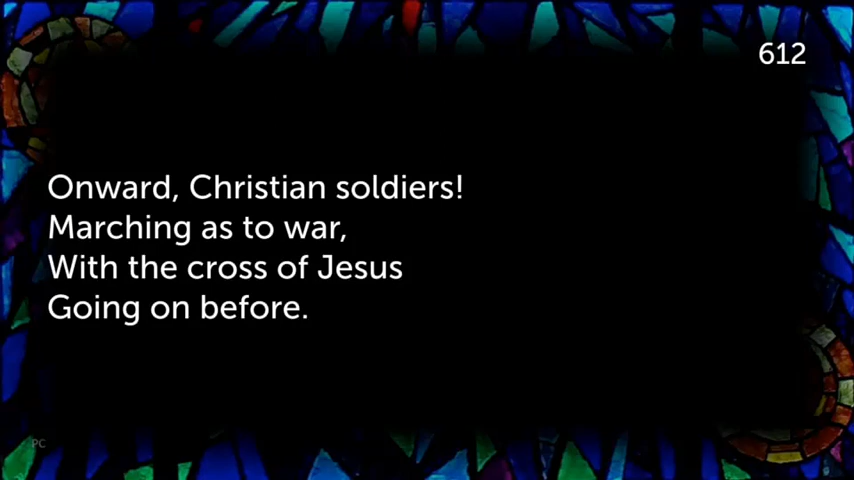 612
Onward, Christian soldiers!
Marching as to war,
With the cross of Jesus
Going on before.
PC